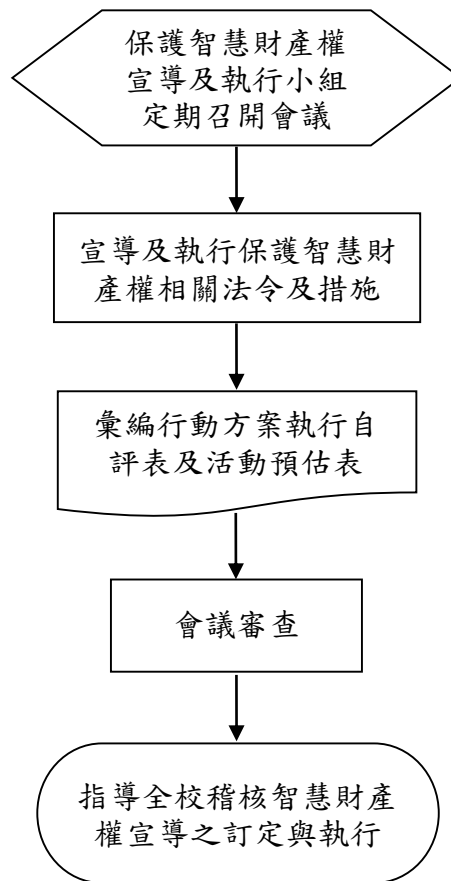 保護智慧財產權
宣導及執行小組
定期召開會議
宣導及執行保護智慧財
產權相關法令及措施
彙編行動方案執行自
評表及活動預估表
會議審查
指導全校稽核智慧財產
權宣導之訂定與執行